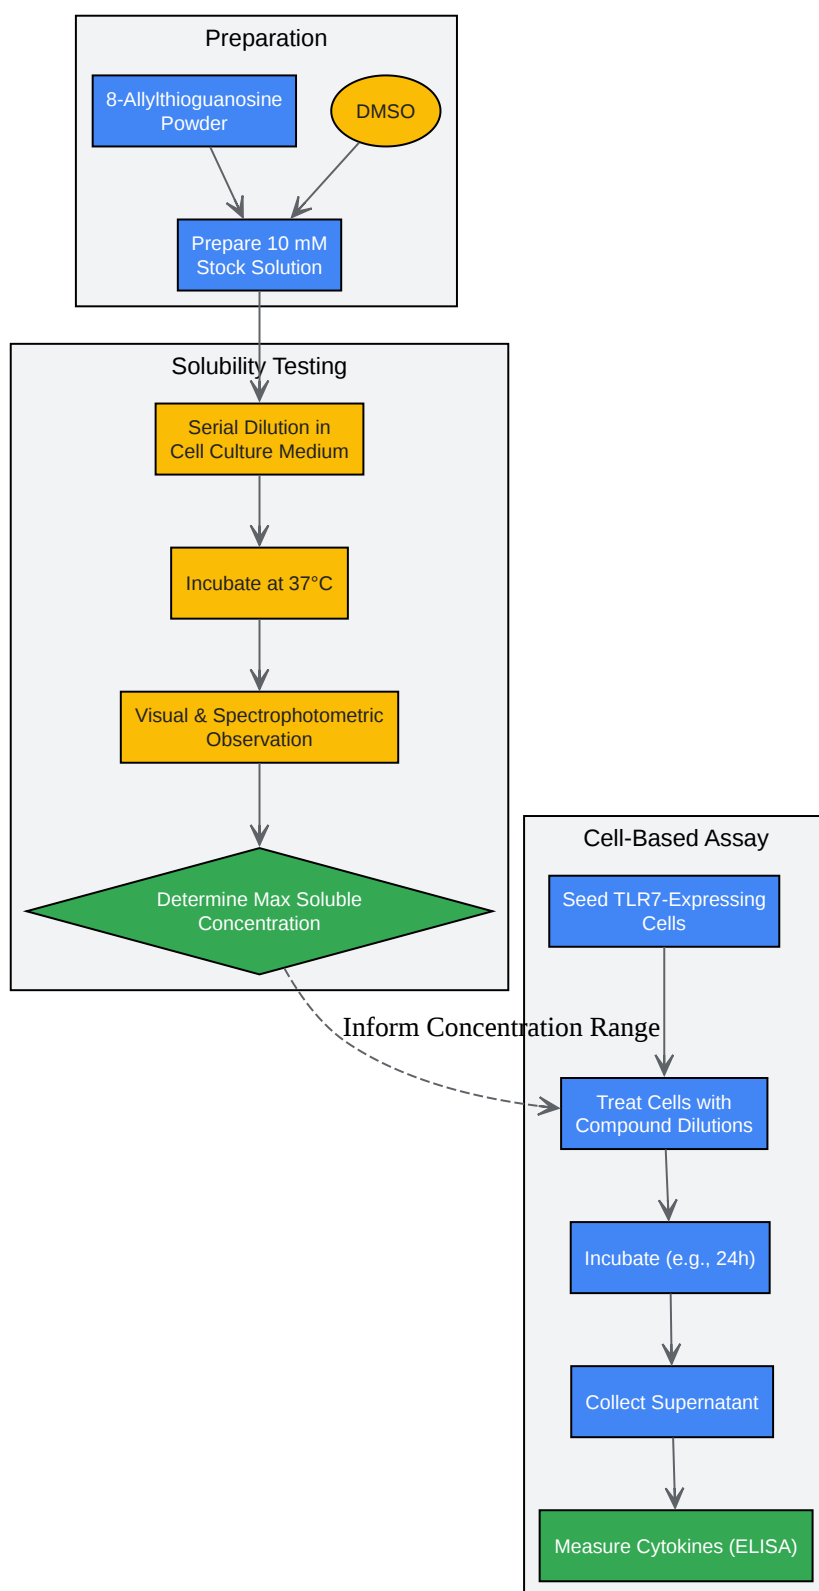 Preparation
8-Allylthioguanosine
Powder
DMSO
Prepare 10 mM
Stock Solution
Solubility Testing
Serial Dilution in
Cell Culture Medium
Incubate at 37°C
Visual & Spectrophotometric
Observation
Determine Max Soluble
Concentration
Cell-Based Assay
Seed TLR7-Expressing
Cells
Inform Concentration Range
Treat Cells with
Compound Dilutions
Incubate (e.g., 24h)
Collect Supernatant
Measure Cytokines (ELISA)